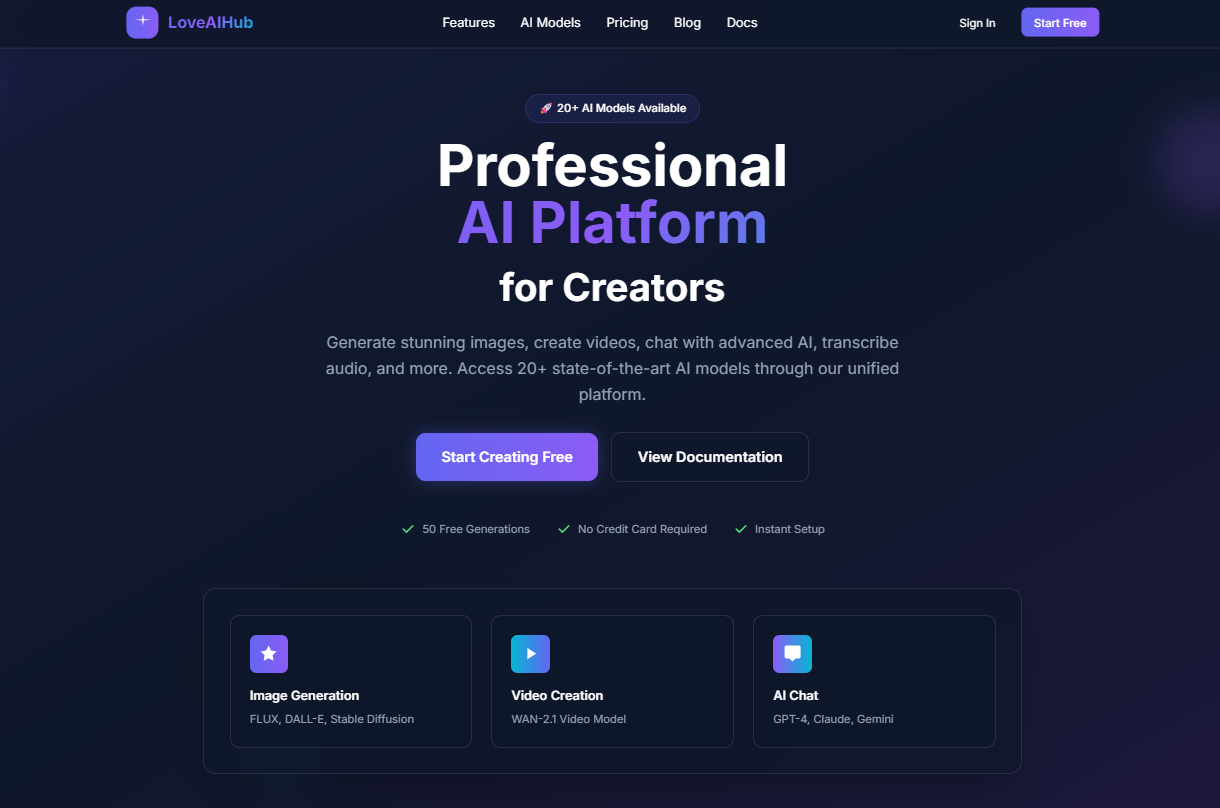 LoveAIHub
Features
AI Models
Pricing
Blog
Docs
Sign In
Start Free
🚀 20+ AI Models Available
Professional
AI Platform
for Creators
Generate stunning images, create videos, chat with advanced AI, transcribe
audio, and more. Access 20+ state-of-the-art AI models through our unified
platform.
Start Creating Free
View Documentation
50 Free Generations
No Credit Card Required
Instant Setup
Image Generation
FLUX, DALL-E, Stable Diffusion
Video Creation
WAN-2.1 Video Model
AI Chat
GPT-4, Claude, Gemini